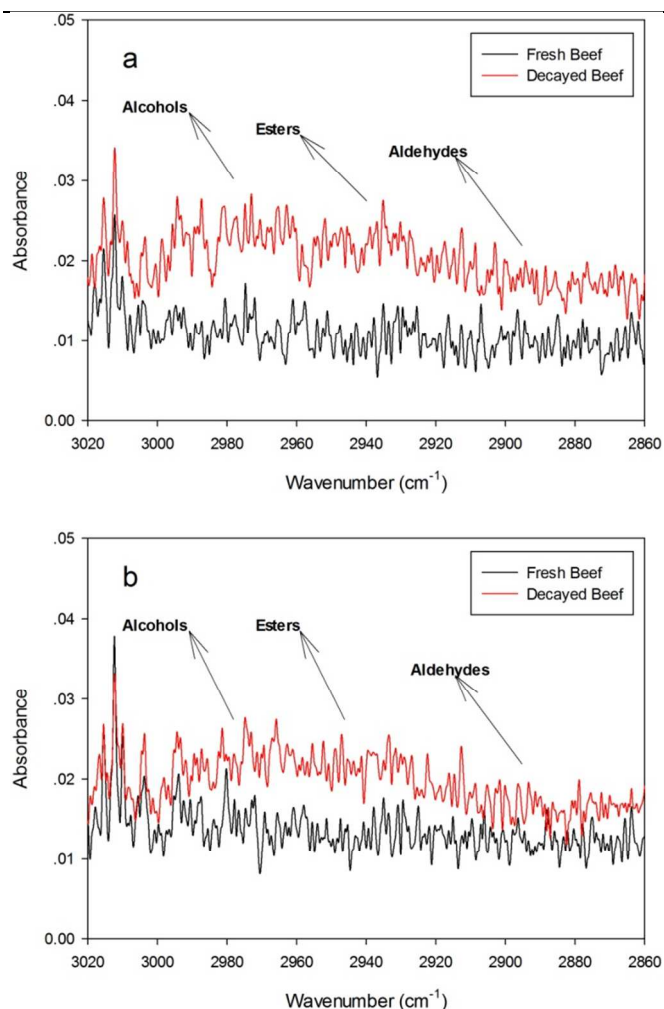 a
Fresh Beef
Decayed Beef
Alcohols
Esters
Aldehydes
Absorbance
.05
.04
.03
.02
.01
0.00
3020 3000 2980 2960 2940 2920 2900 2880 2860
Wavenumber (cm⁻¹)
b
Fresh Beef
Decayed Beef
Alcohols
Esters
Aldehydes
Absorbance
.05
.04
.03
.02
.01
0.00
3020 3000 2980 2960 2940 2920 2900 2880 2860
Wavenumber (cm⁻¹)